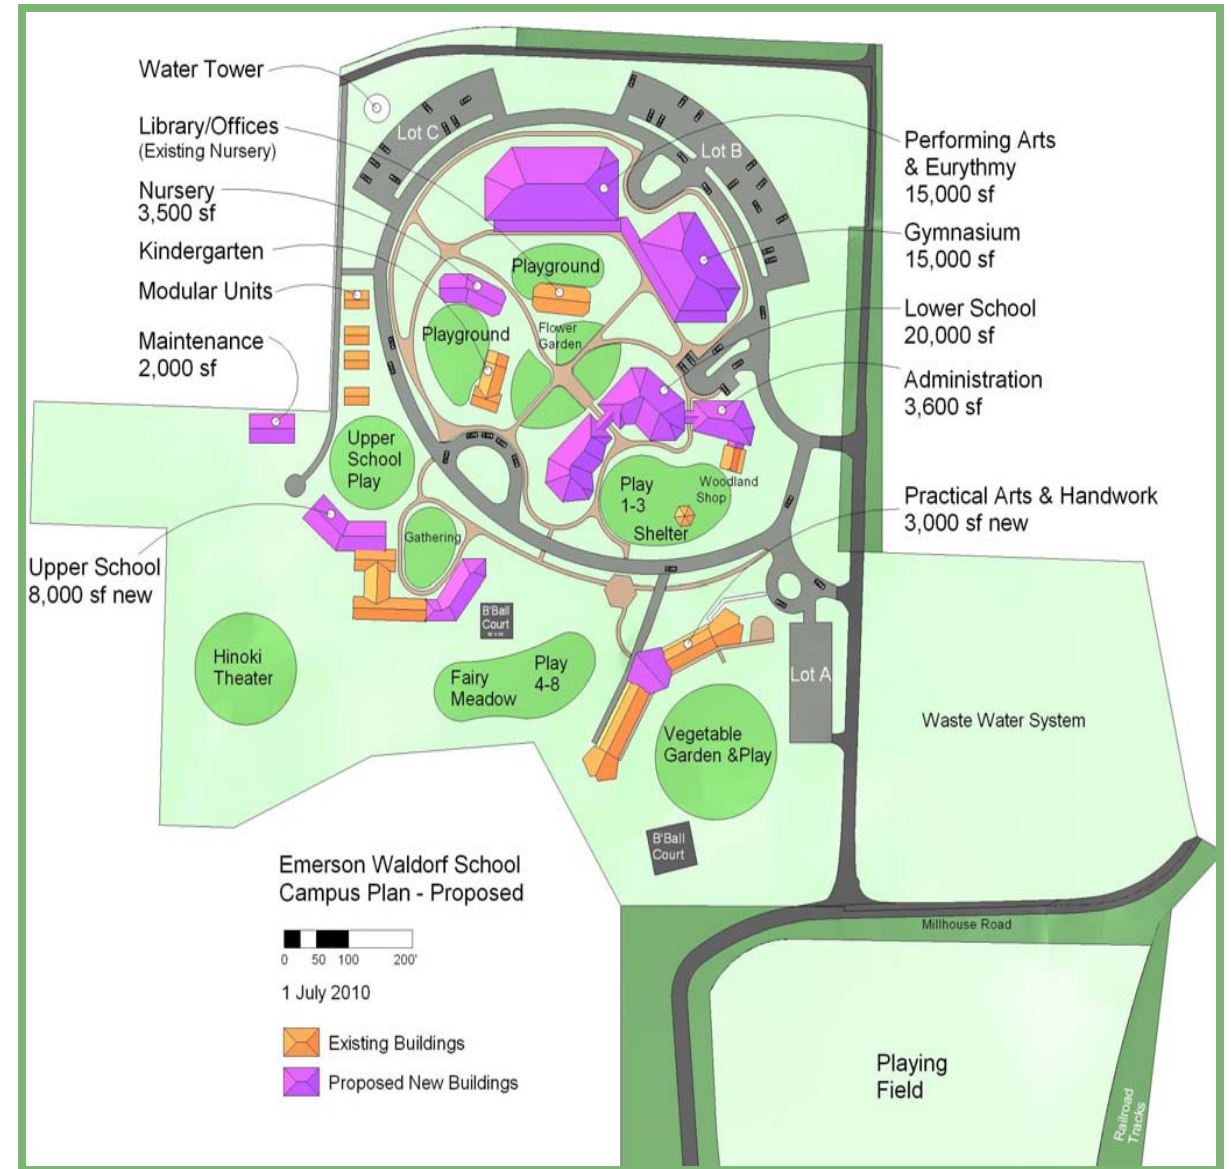 Water Tower
Library/Offices
(Existing Nursery)
Nursery
3,500 sf
Kindergarten
Modular Units
Maintenance
2,000 sf
Upper School
8,000 sf new
Lot C
Lot B
Performing Arts
& Eurythmy
15,000 sf
Gymnasium
15,000 sf
Lower School
20,000 sf
Administration
3,600 sf
Practical Arts & Handwork
3,000 sf new
Playground
Playground
Flower
Garden
Upper
School
Play
Gathering
Play
1-3
Shelter
Woodland
Shop
B'Ball
Court
Hinoki
Theater
Fairy
Meadow
Play
4-8
Lot A
Vegetable
Garden &Play
Waste Water System
B'Ball
Court
Emerson Waldorf School
Campus Plan - Proposed
0 50 100 200'
1 July 2010
Existing Buildings
Proposed New Buildings
Millhouse Road
Playing
Field
Railroad
Tracks